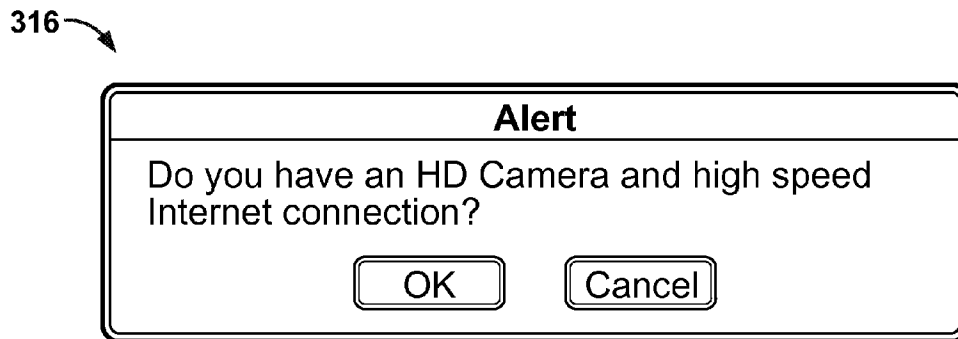 316
Alert
Do you have an HD Camera and high speed
Internet connection?
OK Cancel